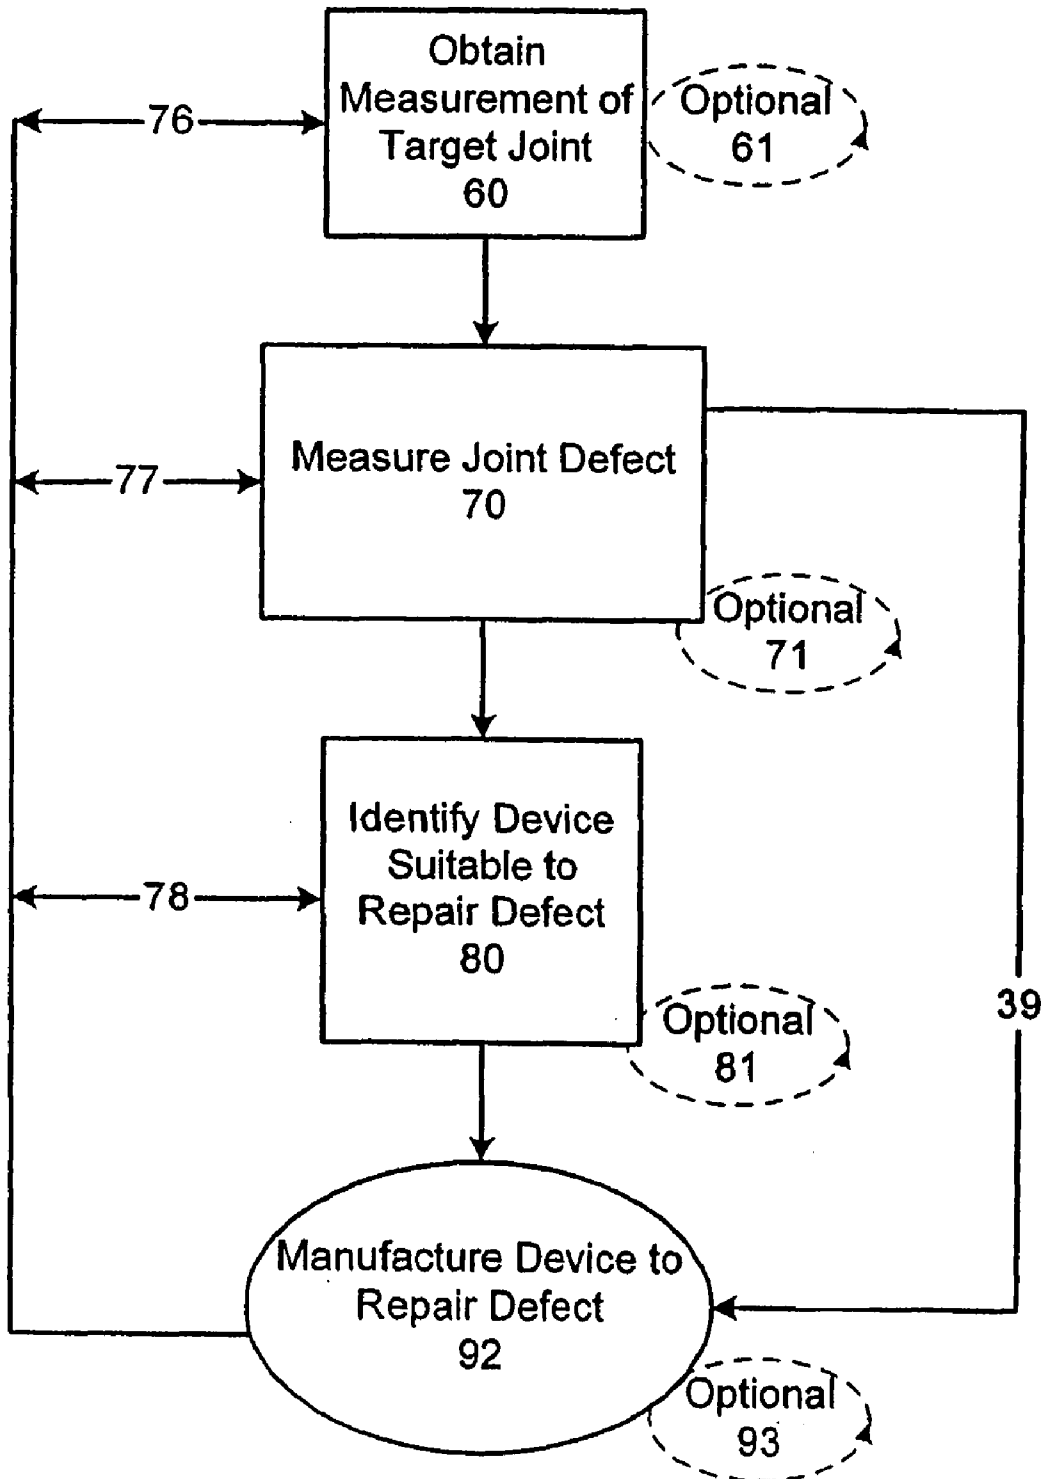 Obtain
Measurement of
Target Joint
60
Optional
61
76
Measure Joint Defect
70
77
Optional
71
Identify Device
Suitable to
Repair Defect
80
78
39
Optional
81
Manufacture Device to
Repair Defect
92
Optional
93